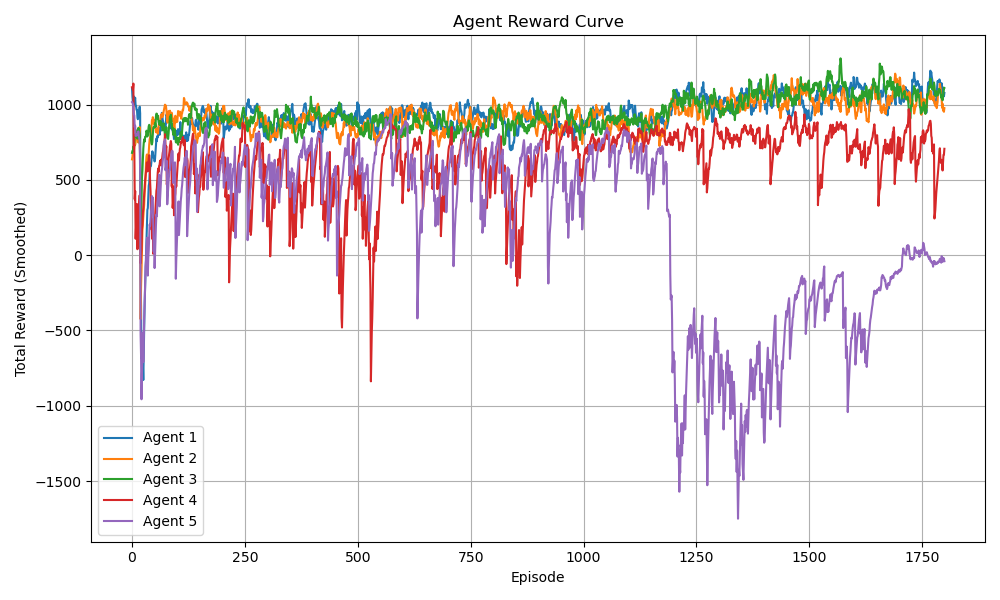 Agent Reward Curve
Total Reward (Smoothed)
1000
500
0
−500
−1000
−1500
Agent 1
Agent 2
Agent 3
Agent 4
Agent 5
0 250 500 750 1000 1250 1500 1750
Episode